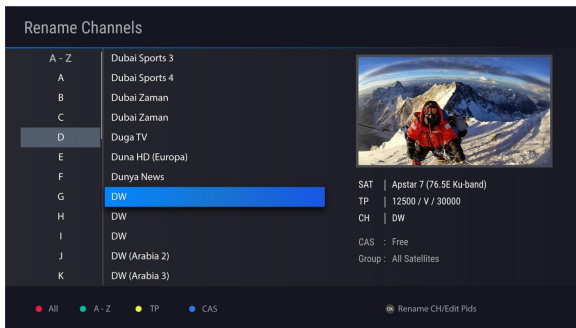 Rename Channels
A - Z
A
B
C
D
E
F
G
H
I
J
K
Dubai Sports 3
Dubai Sports 4
Dubai Zaman
Dubai Zaman
Duga TV
Duna HD (Europa)
Dunya News
DW
DW
DW
DW (Arabia 2)
DW (Arabia 3)
SAT | Apstar 7 (76.5E Ku-band)
TP | 12500 / V / 30000
CH | DW
CAS : Free
Group : All Satellites
All A - Z TP CAS
OK Rename CH/Edit Pids